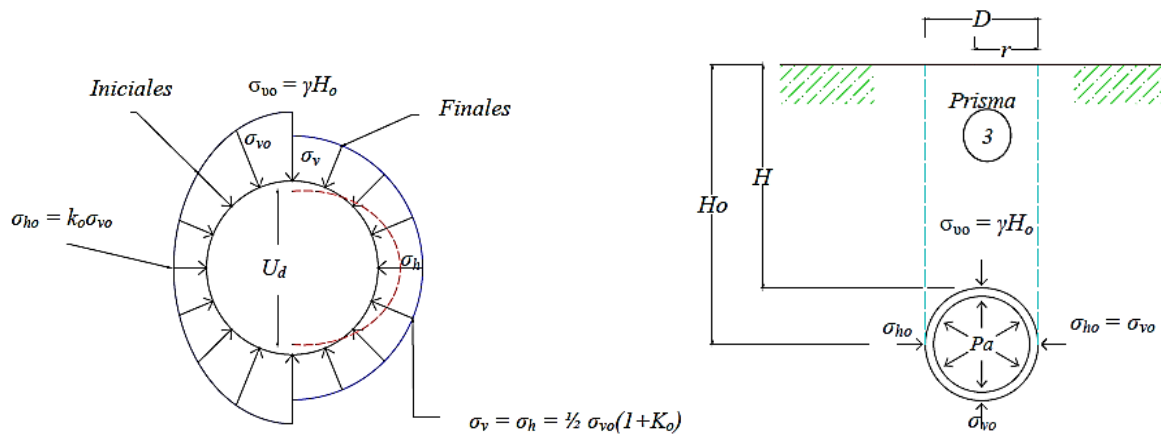 Iniciales
σvo = γHo
Finales
σvo
σv
σho = koσvo
Ud
σh
σv = σh = ½ σvo(1+Ko)
D
r
Prisma
3
H
Ho
σvo = γHo
σho
Pa
σho = σvo
σvo